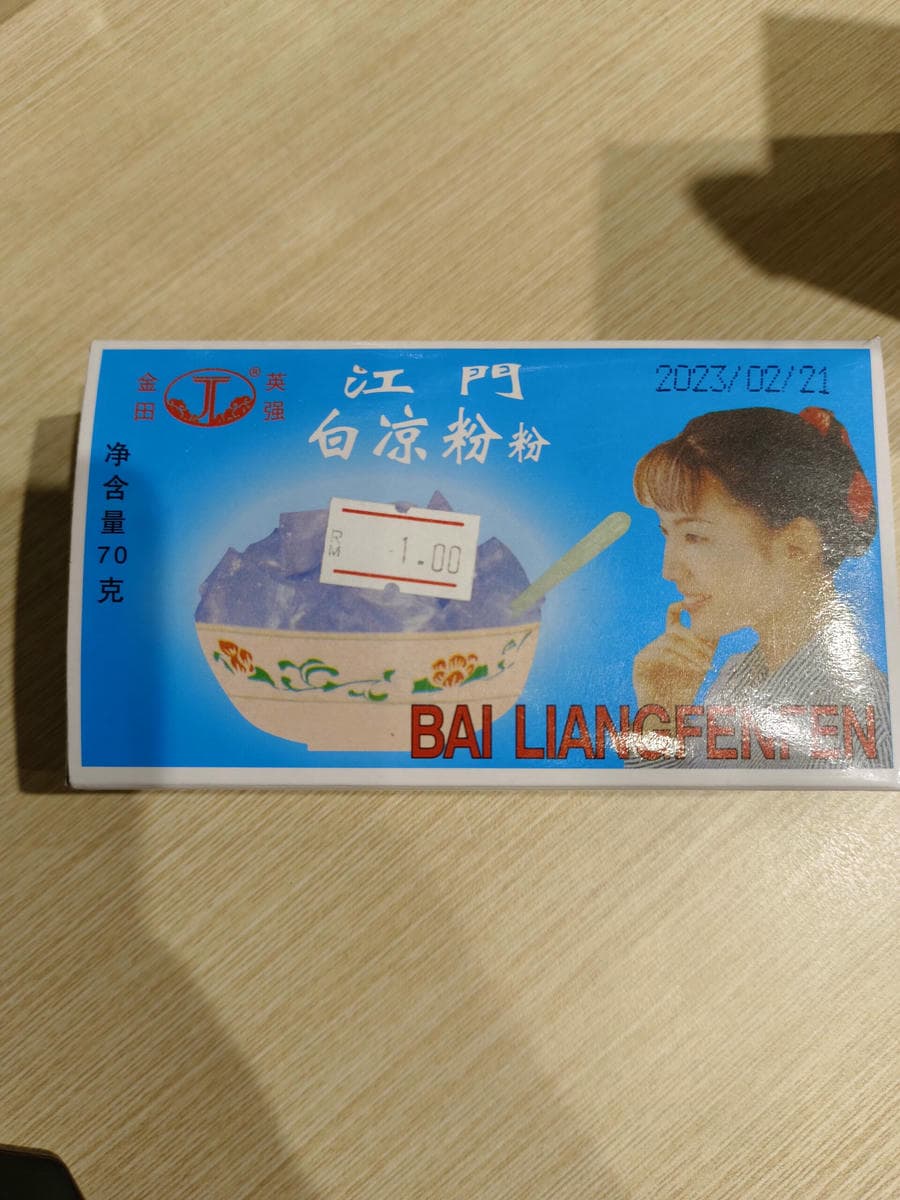 金田 J ® 英强
江門
白凉粉粉
2023/02/21
净含量70克
RM 1.00
BAI LIANGFENFEN